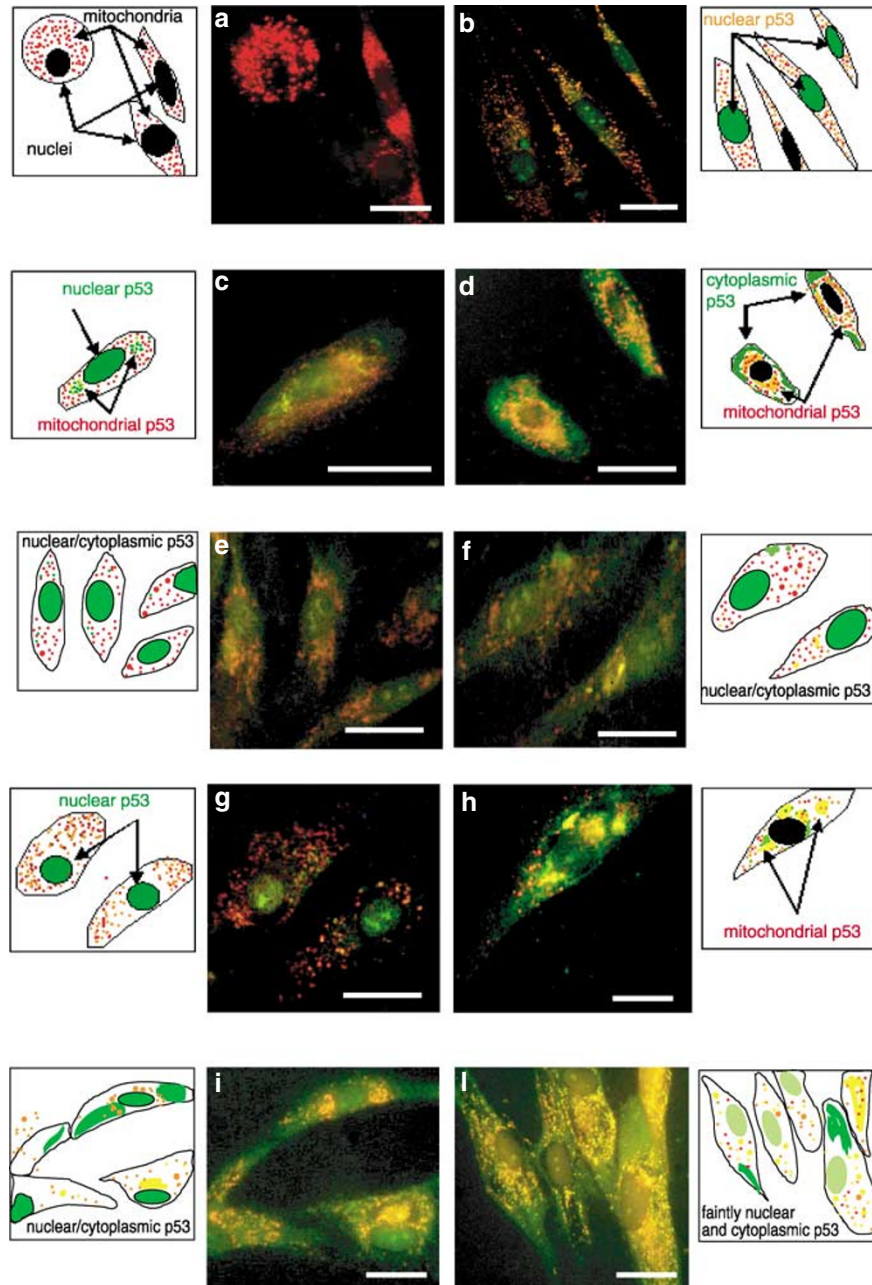 mitochondria
nuclei
a
b
nuclear p53
nuclear p53
mitochondrial p53
c
d
cytoplasmic
p53
mitochondrial p53
nuclear/cytoplasmic p53
e
f
nuclear/cytoplasmic p53
nuclear p53
g
h
mitochondrial p53
nuclear/cytoplasmic p53
i
l
faintly nuclear
and cytoplasmic p53